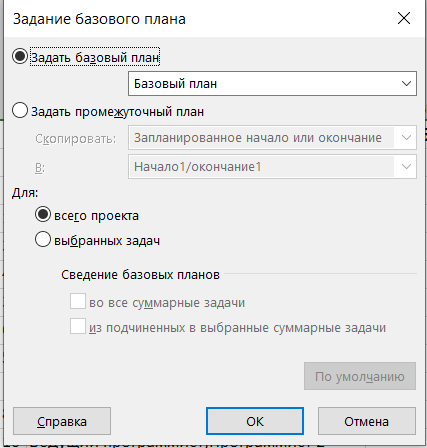 Задание базового плана
Задать базовый план
Базовый план
Задать промежуточный план
Скопировать: Запланированное начало или окончание
В: Начало1/окончание1
Для:
всего проекта
выбранных задач
Сведение базовых планов
во все суммарные задачи
из подчиненных в выбранные суммарные задачи
По умолчанию
Справка ОК Отмена